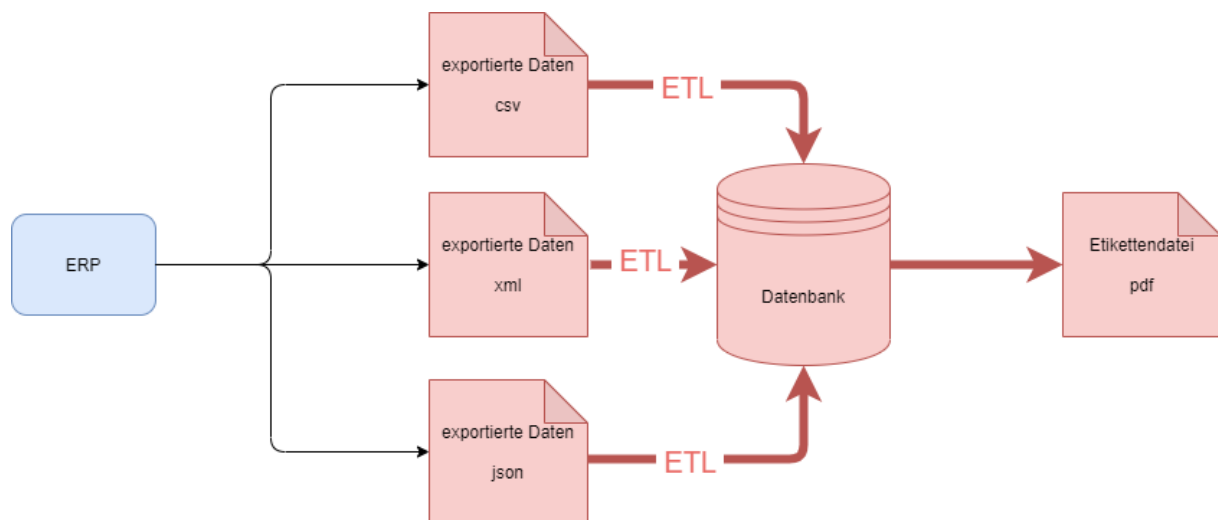 exportierte Daten
csv
ETL
ERP
exportierte Daten
xml
ETL
Datenbank
Etikettendatei
pdf
exportierte Daten
json
ETL